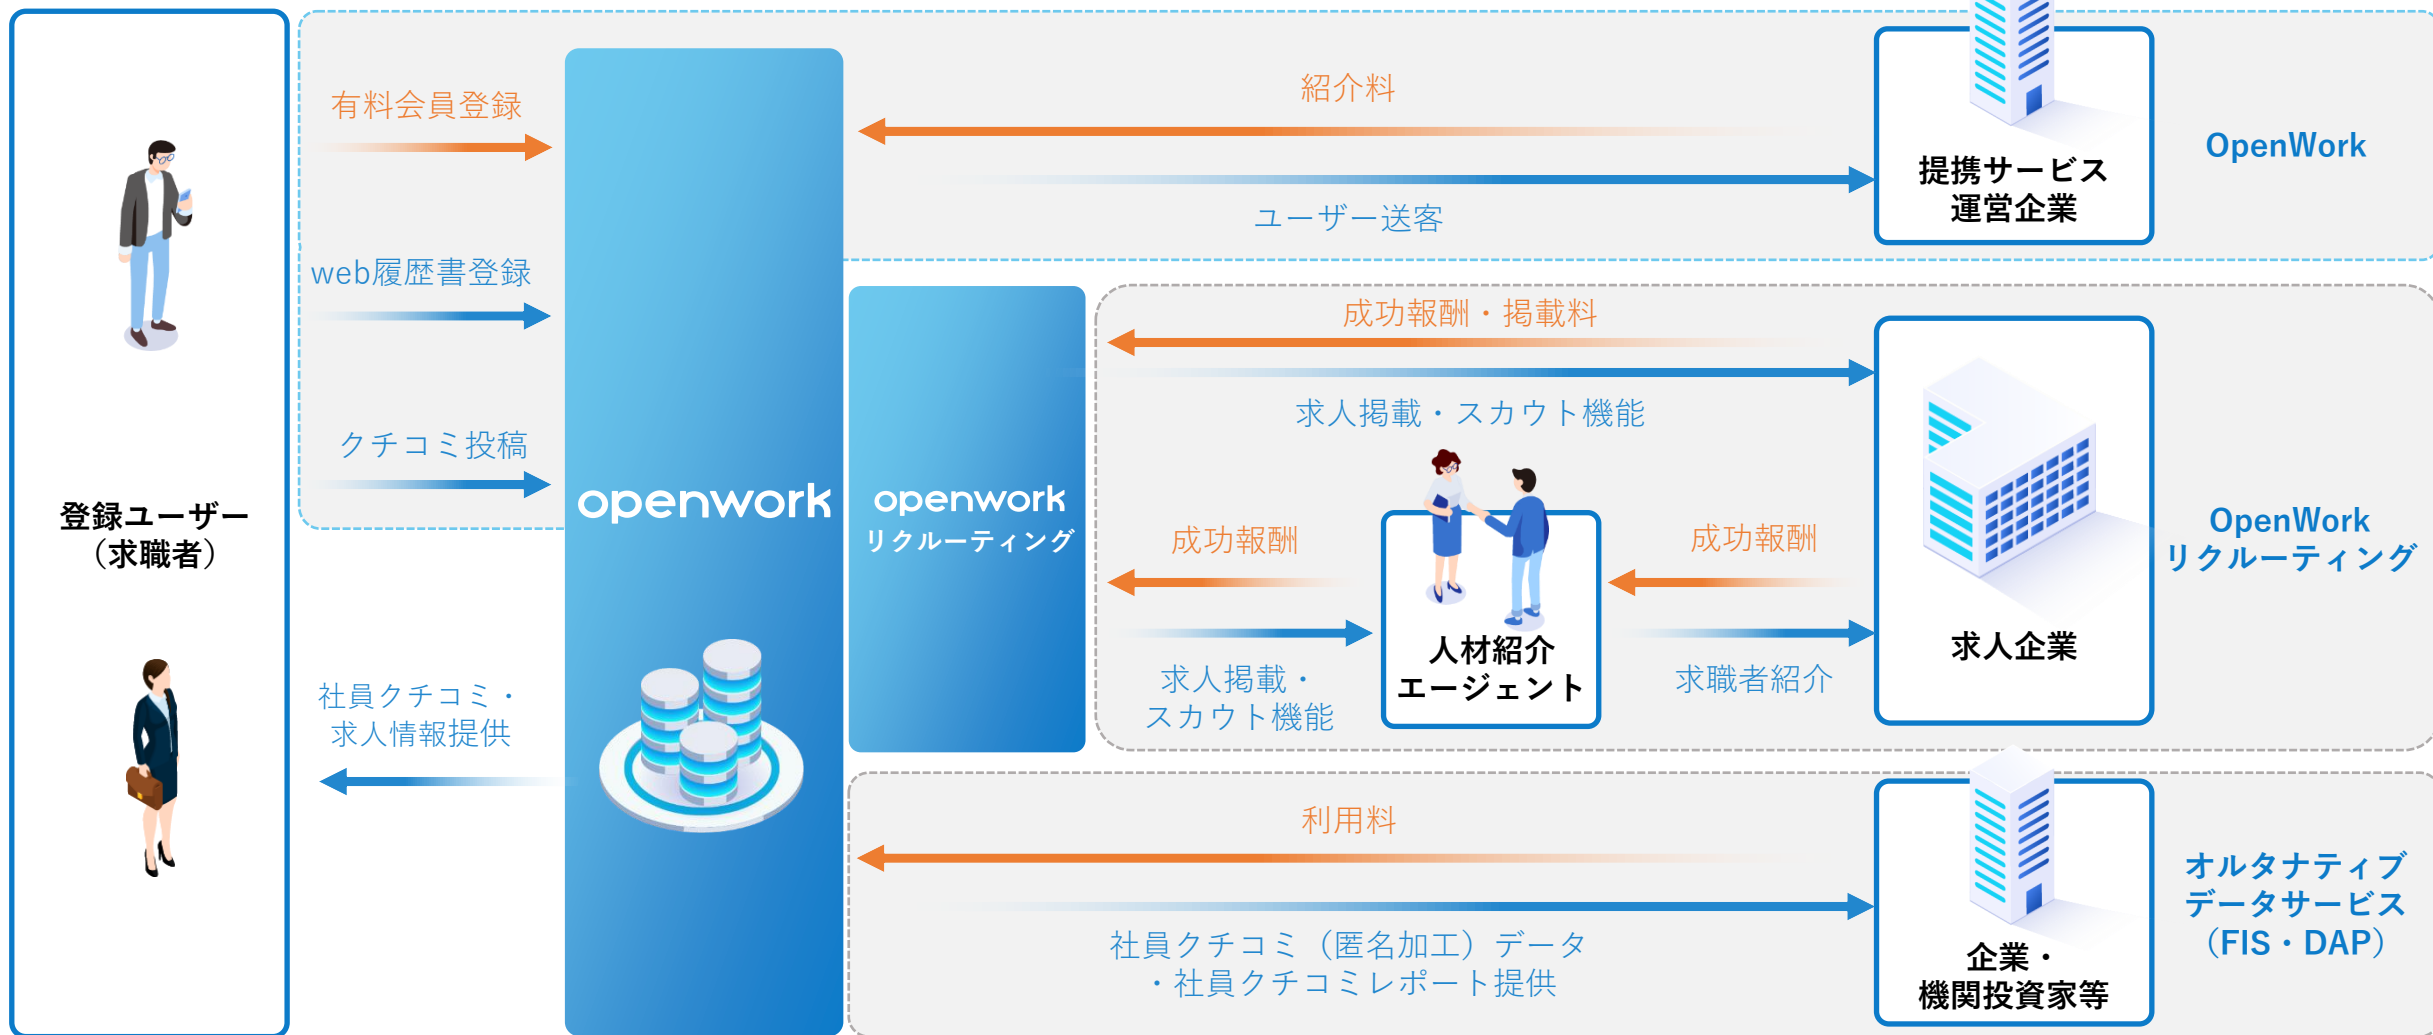 有料会員登録
web履歴書登録
クチコミ投稿
登録ユーザー
（求職者）
社員クチコミ・
求人情報提供
openwork
紹介料
ユーザー送客
提携サービス
運営企業
OpenWork
openwork
リクルーティング
成功報酬・掲載料
求人掲載・スカウト機能
成功報酬
求人掲載・
スカウト機能
人材紹介
エージェント
成功報酬
求職者紹介
求人企業
OpenWork
リクルーティング
利用料
社員クチコミ（匿名加工）データ
・社員クチコミレポート提供
企業・
機関投資家等
オルタナティブ
データサービス
（FIS・DAP）